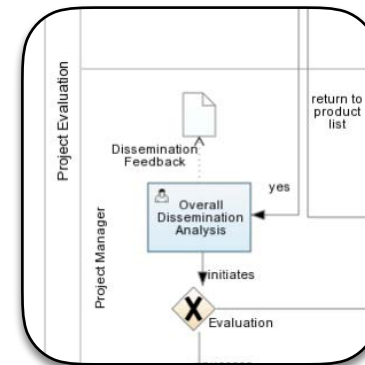 Project Evaluation
Project Manager
return to
product
list
Dissemination
Feedback
yes
Overall
Dissemination
Analysis
initiates
X
Evaluation